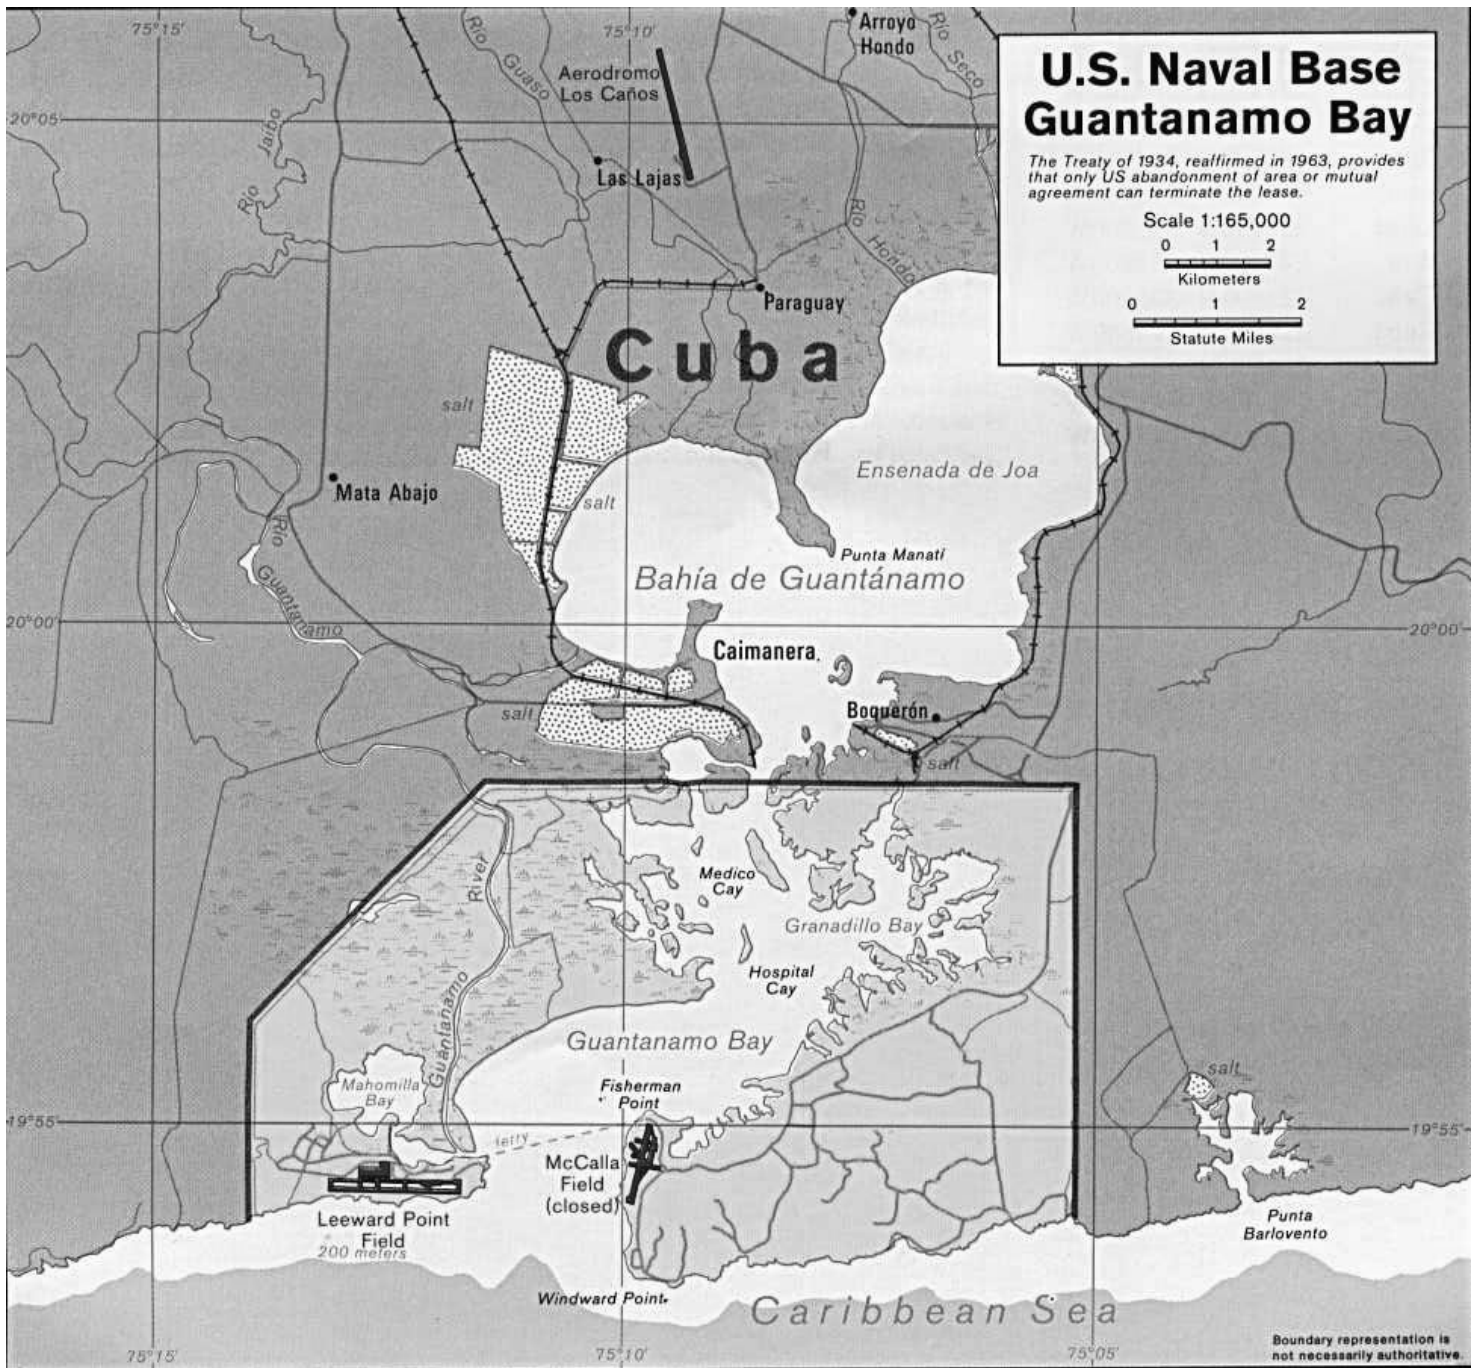 75°15'
75°10'
Río
Guaso
Aerodromo
Los Caños
Arroyo
Hondo
Río Seco
U.S. Naval Base
Guantanamo Bay
The Treaty of 1934, reaffirmed in 1963, provides
that only US abandonment of area or mutual
agreement can terminate the lease.
Scale 1:165,000
0 1 2
Kilometers
0 1 2
Statute Miles
20°05'
Río Jaibo
Las Lajas
Río Hondo
Paraguay
Cuba
salt
Ensenada de Joa
Mata Abajo
salt
Punta Manatí
Bahía de Guantánamo
Río
Guantanamo
20°00'
20°00'
Caimanera
Boquerón
salt
salt
Medico
Cay
Granadillo Bay
Hospital
Cay
Guantanamo River
Guantanamo Bay
Mahomilla
Bay
Fisherman
Point
salt
19°55'
19°55'
ferry
McCalla
Field
(closed)
Leeward Point
Field
200 meters
Punta
Barlovento
Windward Point
Caribbean Sea
Boundary representation is
not necessarily authoritative.
75°15'
75°10'
75°05'